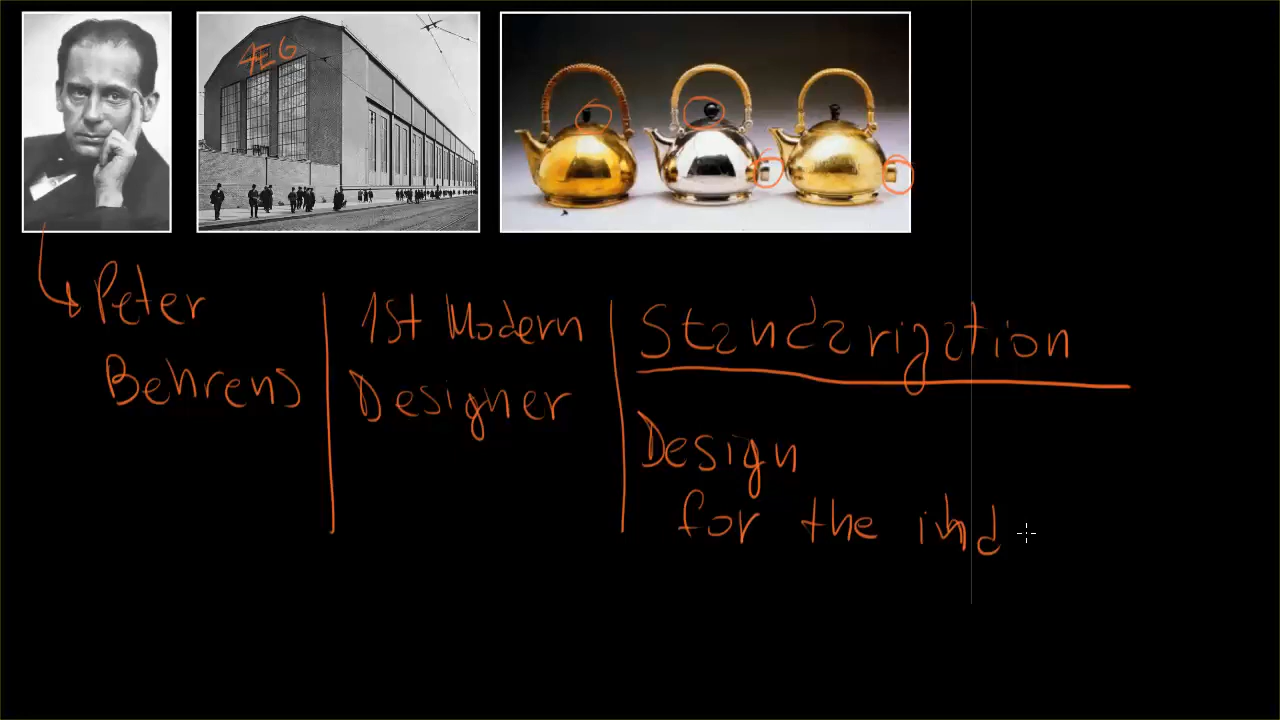 AEG
Peter
Behrens
1st Modern
Designer
Standarization
Design
for the ind